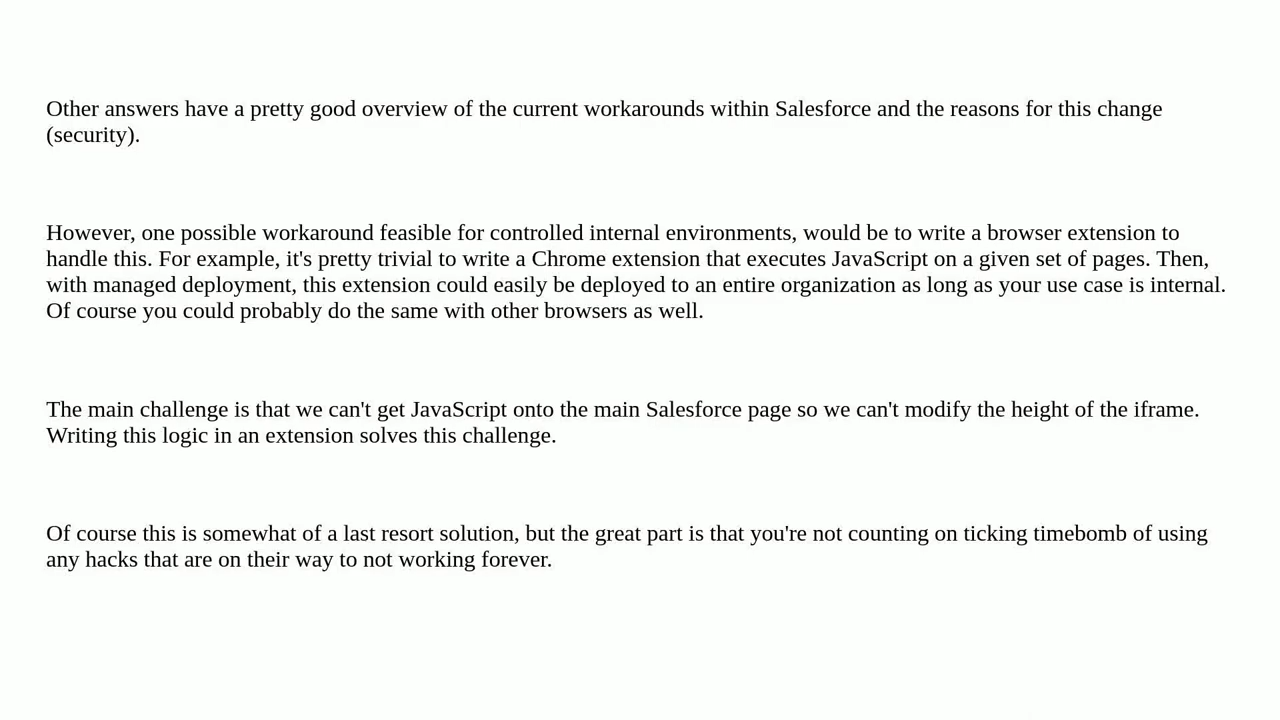 Other answers have a pretty good overview of the current workarounds within Salesforce and the reasons for this change
(security).
However, one possible workaround feasible for controlled internal environments, would be to write a browser extension to
handle this. For example, it's pretty trivial to write a Chrome extension that executes JavaScript on a given set of pages. Then,
with managed deployment, this extension could easily be deployed to an entire organization as long as your use case is internal.
Of course you could probably do the same with other browsers as well.
The main challenge is that we can't get JavaScript onto the main Salesforce page so we can't modify the height of the iframe.
Writing this logic in an extension solves this challenge.
Of course this is somewhat of a last resort solution, but the great part is that you're not counting on ticking timebomb of using
any hacks that are on their way to not working forever.